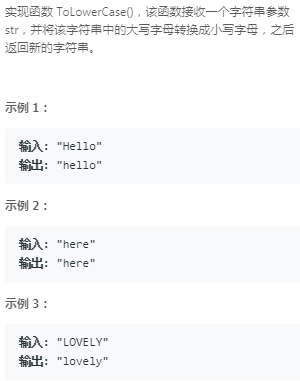 实现函数 ToLowerCase()，该函数接收一个字符串参数
str，并将该字符串中的大写字母转换成小写字母，之后
返回新的字符串。
示例 1：
输入: "Hello"
输出: "hello"
示例 2：
输入: "here"
输出: "here"
示例 3：
输入: "LOVELY"
输出: "lovely"